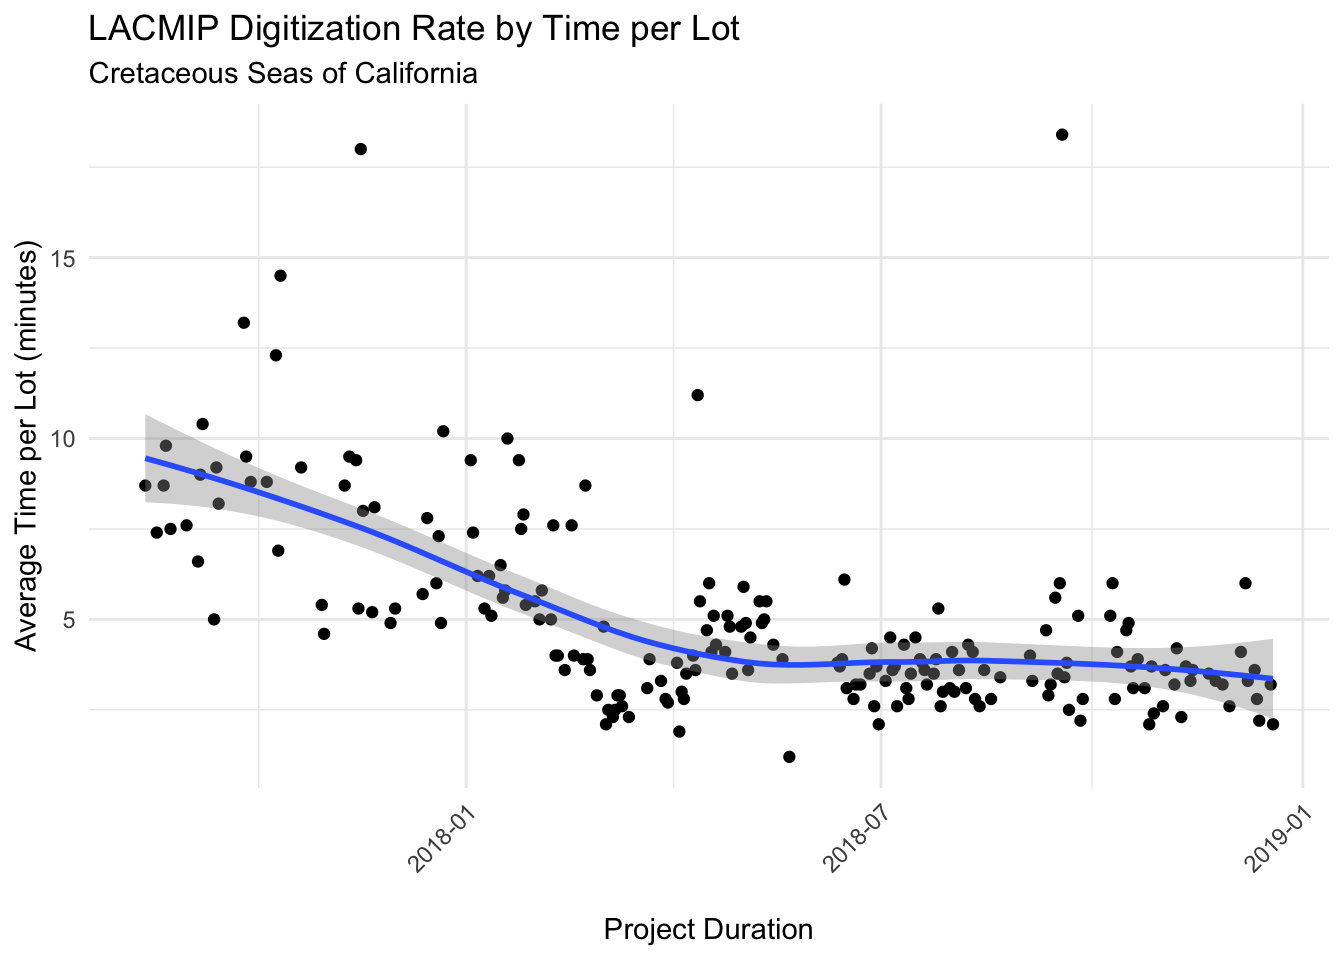 LACMIP Digitization Rate by Time per Lot
Cretaceous Seas of California
Average Time per Lot (minutes)
15
10
5
2018-01
2018-07
2019-01
Project Duration